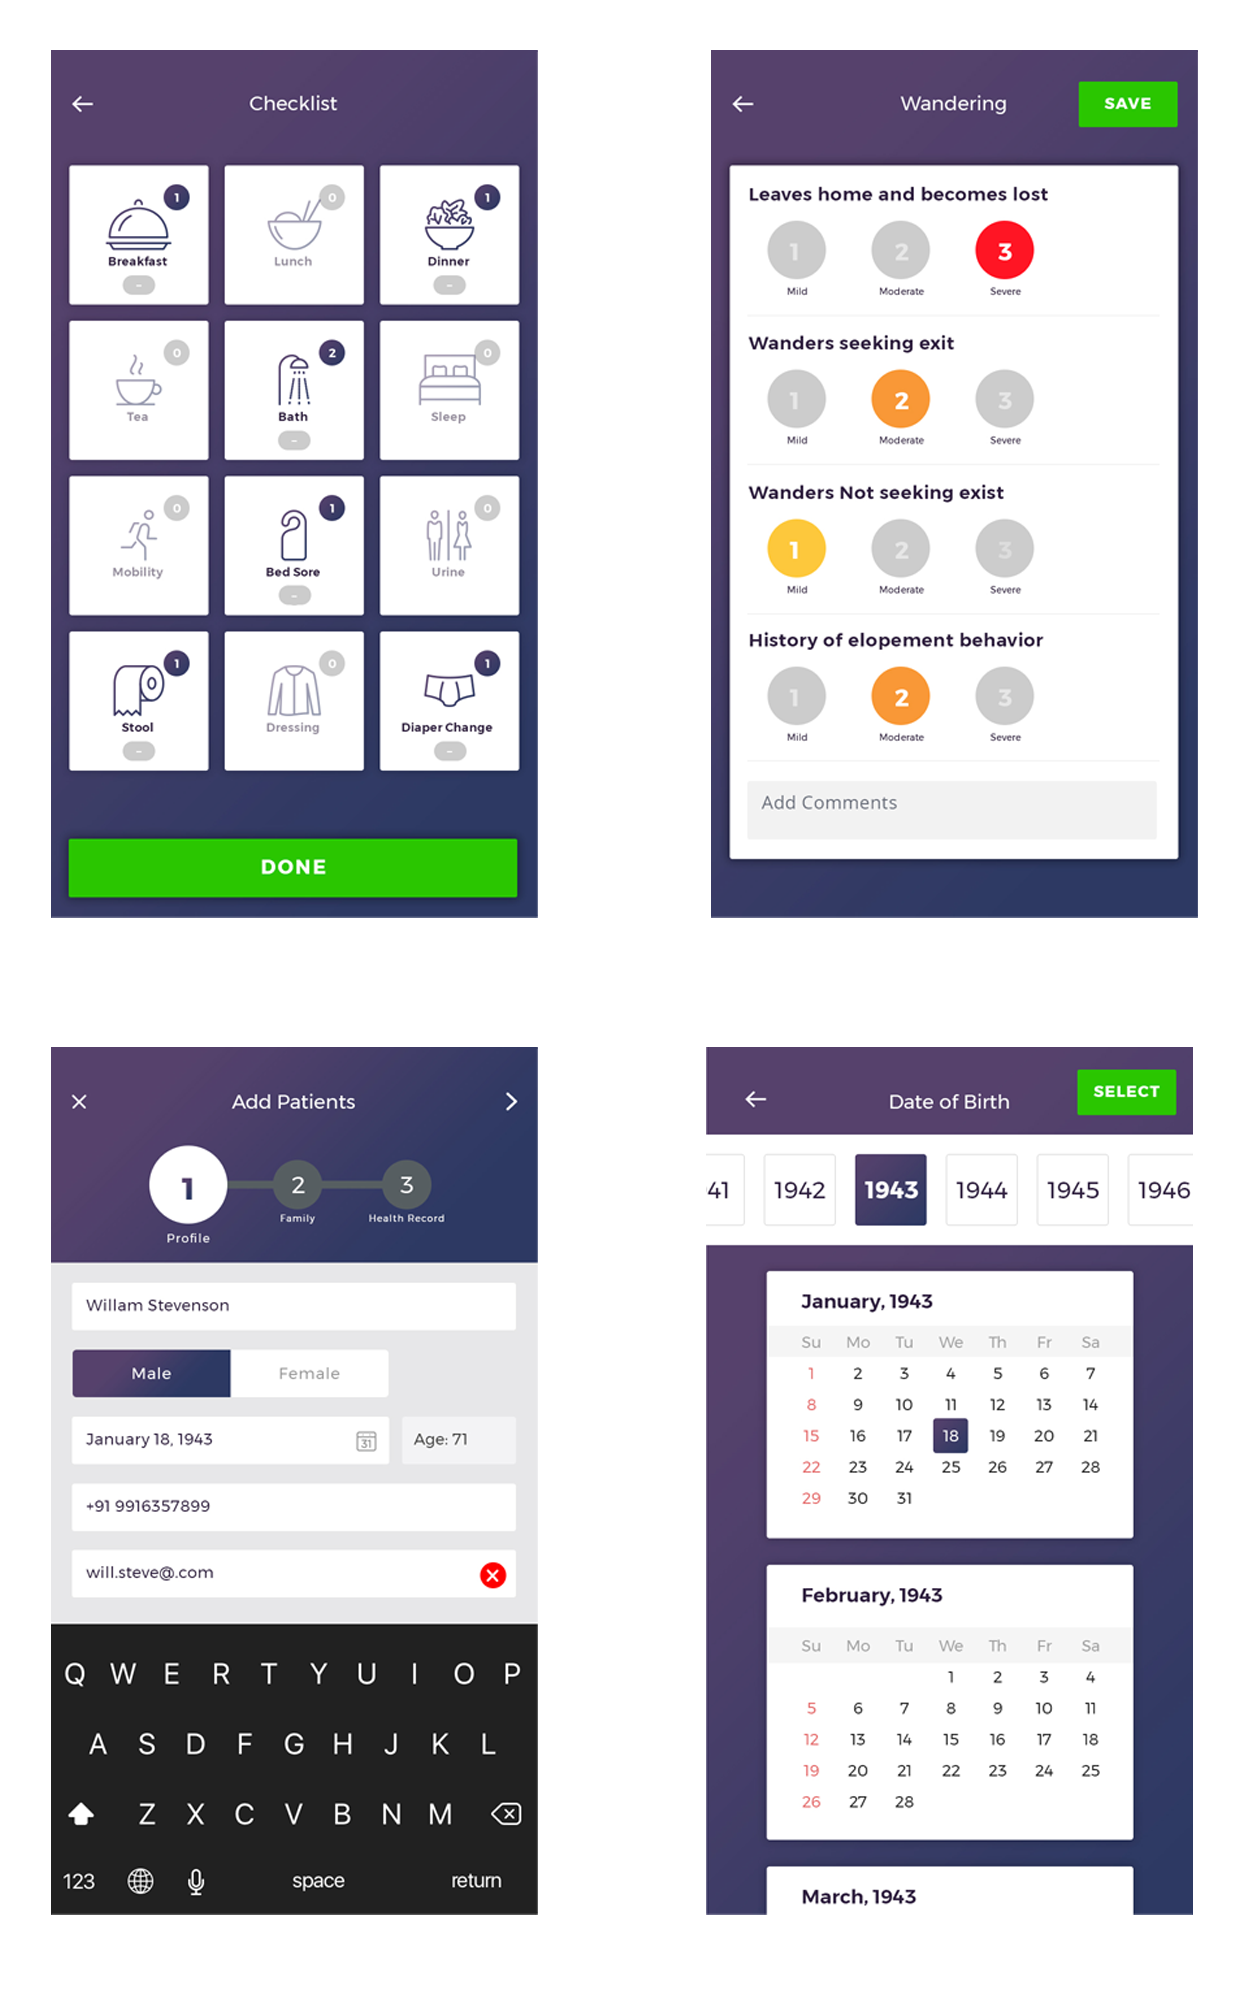 Checklist
1 0 1
Breakfast Lunch Dinner
- -
0 2 0
Tea Bath Sleep
-
0 1 0
Mobility Bed Sore Urine
-
1 0 1
Stool Dressing Diaper Change
- -
DONE
Wandering SAVE
Leaves home and becomes lost
1 2 3
Mild Moderate Severe
Wanders seeking exit
1 2 3
Mild Moderate Severe
Wanders Not seeking exist
1 2 3
Mild Moderate Severe
History of elopement behavior
1 2 3
Mild Moderate Severe
Add Comments
Add Patients
1 2 3
Family Health Record
Profile
Willam Stevenson
Male Female
January 18, 1943 31 Age: 71
+91 9916357899
will.steve@.com
Q W E R T Y U I O P
A S D F G H J K L
Z X C V B N M
123 space return
Date of Birth SELECT
41 1942 1943 1944 1945 1946
January, 1943
Su Mo Tu We Th Fr Sa
1 2 3 4 5 6 7
8 9 10 11 12 13 14
15 16 17 18 19 20 21
22 23 24 25 26 27 28
29 30 31
February, 1943
Su Mo Tu We Th Fr Sa
1 2 3 4
5 6 7 8 9 10 11
12 13 14 15 16 17 18
19 20 21 22 23 24 25
26 27 28
March, 1943